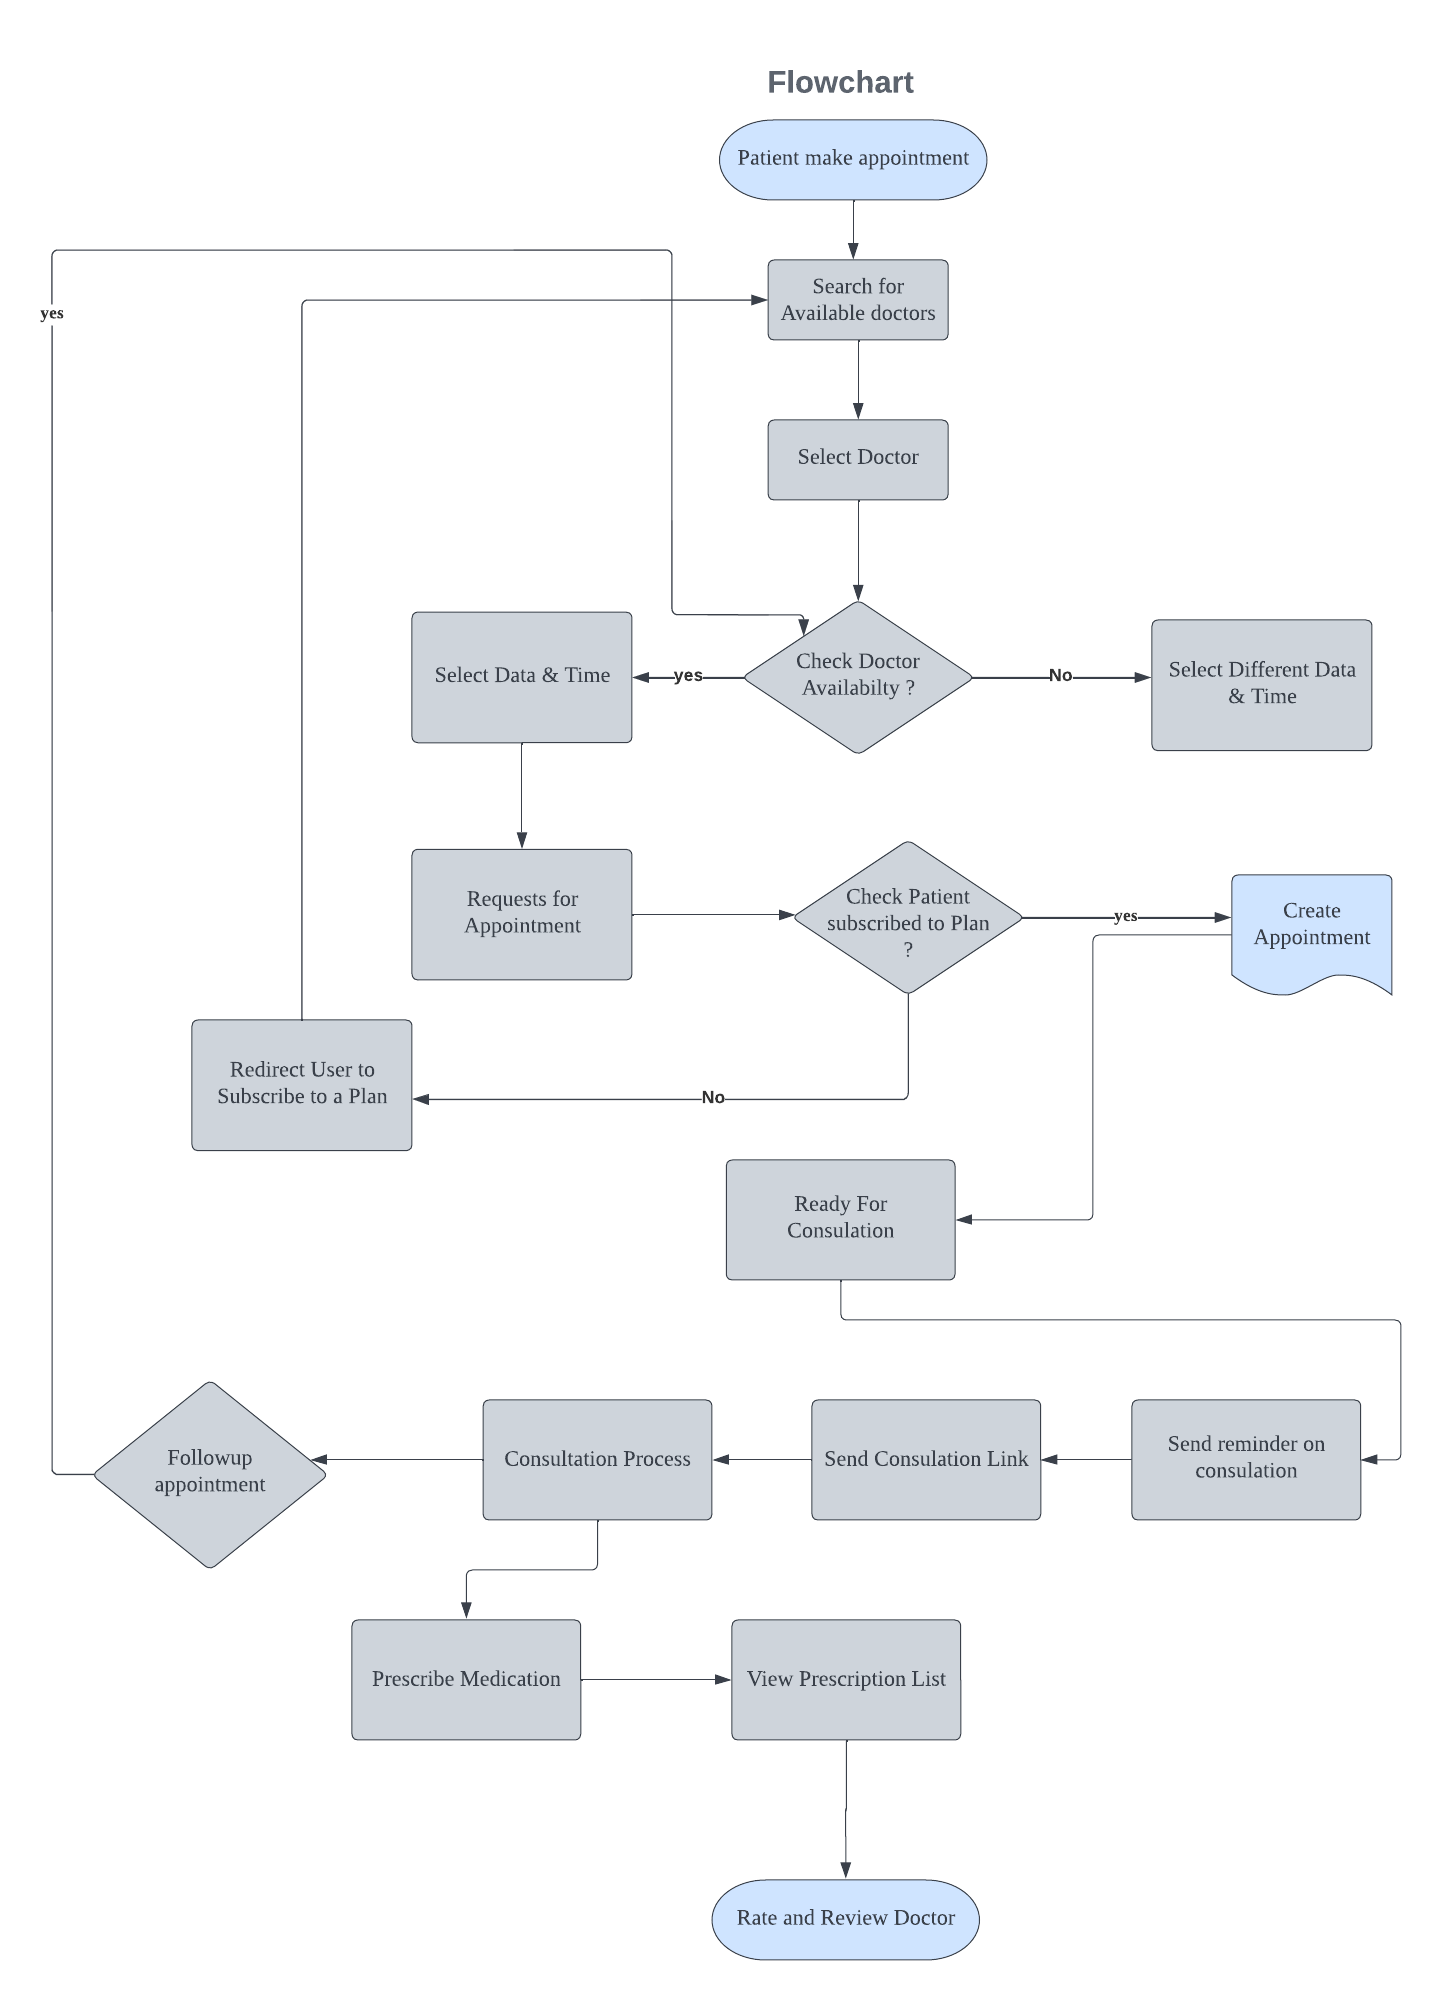 Flowchart
Patient make appointment
yes
Search for
Available doctors
Select Doctor
Select Data & Time
yes
Check Doctor
Availabilty ?
No
Select Different Data
& Time
Requests for
Appointment
Check Patient
subscribed to Plan
?
yes
Create
Appointment
Redirect User to
Subscribe to a Plan
No
Ready For
Consulation
Followup
appointment
Consultation Process
Send Consulation Link
Send reminder on
consulation
Prescribe Medication
View Prescription List
Rate and Review Doctor